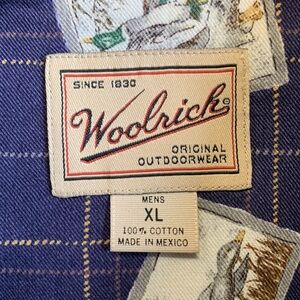 SINCE 1830
Woolrich®
ORIGINAL
OUTDOORWEAR
MENS
XL
100% COTTON
MADE IN MEXICO